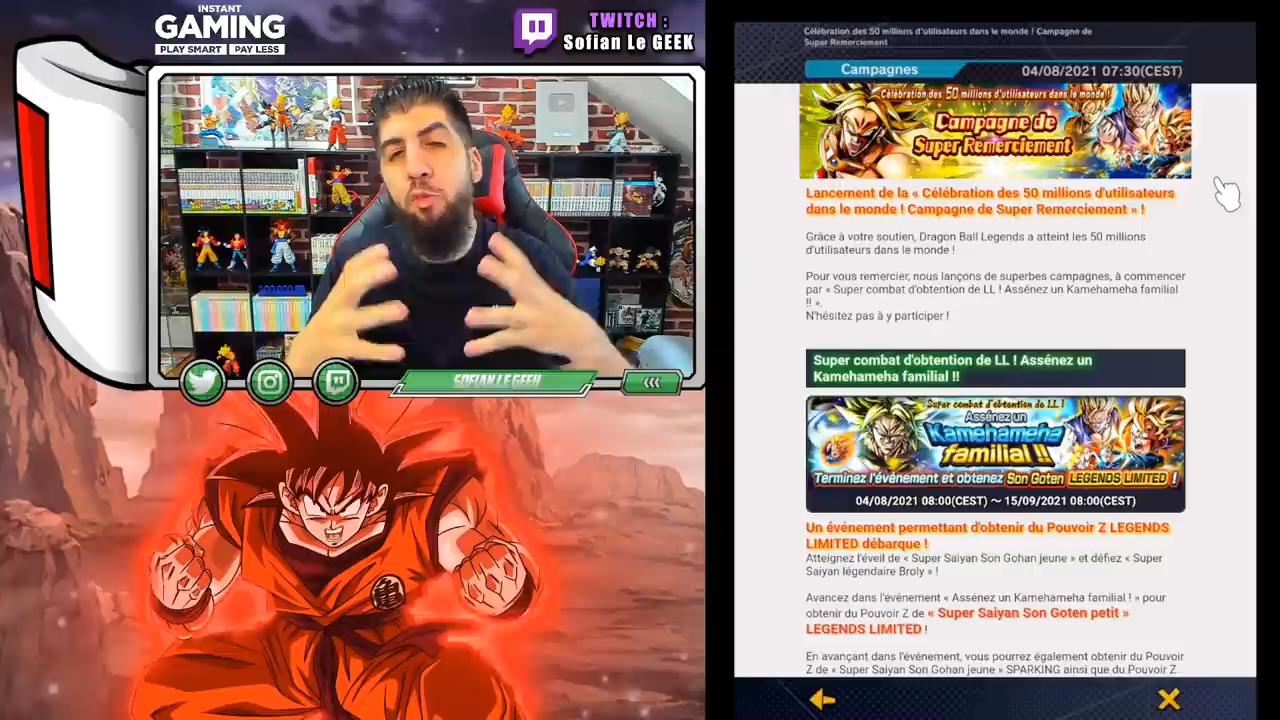 INSTANT
GAMING
PLAY SMART PAY LESS
TWITCH :
Sofian Le GEEK
SOFIAN LE GEEK
Célébration des 50 millions d'utilisateurs dans le monde ! Campagne de
Super Remerciement
Campagnes
04/08/2021 07:30(CEST)
Célébration des 50 millions d'utilisateurs dans le monde !
Campagne de
Super Remerciement
Lancement de la « Célébration des 50 millions d'utilisateurs
dans le monde ! Campagne de Super Remerciement » !
Grâce à votre soutien, Dragon Ball Legends a atteint les 50 millions
d'utilisateurs dans le monde !
Pour vous remercier, nous lançons de superbes campagnes, à commencer
par « Super combat d'obtention de LL ! Assénez un Kamehameha familial
!! ».
N'hésitez pas à y participer !
Super combat d'obtention de LL ! Assénez un
Kamehameha familial !!
Super combat d'obtention de LL !
Assénez un
Kamehameha
familial !!
Terminez l'événement et obtenez Son Goten LEGENDS LIMITED !
04/08/2021 08:00(CEST) ～ 15/09/2021 08:00(CEST)
Un événement permettant d'obtenir du Pouvoir Z LEGENDS
LIMITED débarque !
Atteignez l'éveil de « Super Saiyan Son Gohan jeune » et défiez « Super
Saiyan légendaire Broly » !
Avancez dans l'événement « Assénez un Kamehameha familial ! » pour
obtenir du Pouvoir Z de « Super Saiyan Son Goten petit »
LEGENDS LIMITED !
En avançant dans l'événement, vous pourrez également obtenir du Pouvoir
Z de « Super Saiyan Son Gohan jeune » SPARKING ainsi que du Pouvoir Z